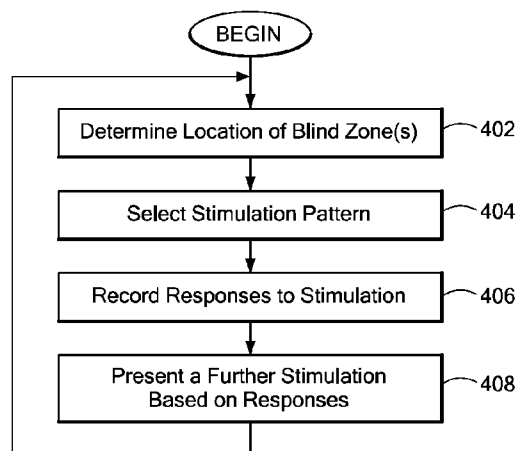 BEGIN
Determine Location of Blind Zone(s)
402
Select Stimulation Pattern
404
Record Responses to Stimulation
406
Present a Further Stimulation
Based on Responses
408